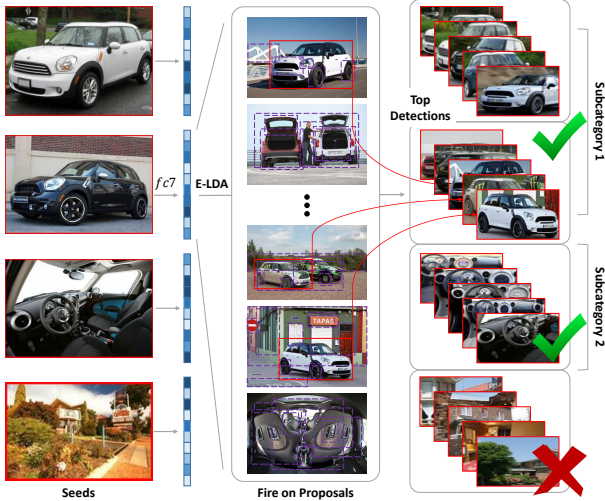 Top
Detections
Subcategory 1
fc7
E-LDA
TAPAS
Subcategory 2
Seeds
Fire on Proposals